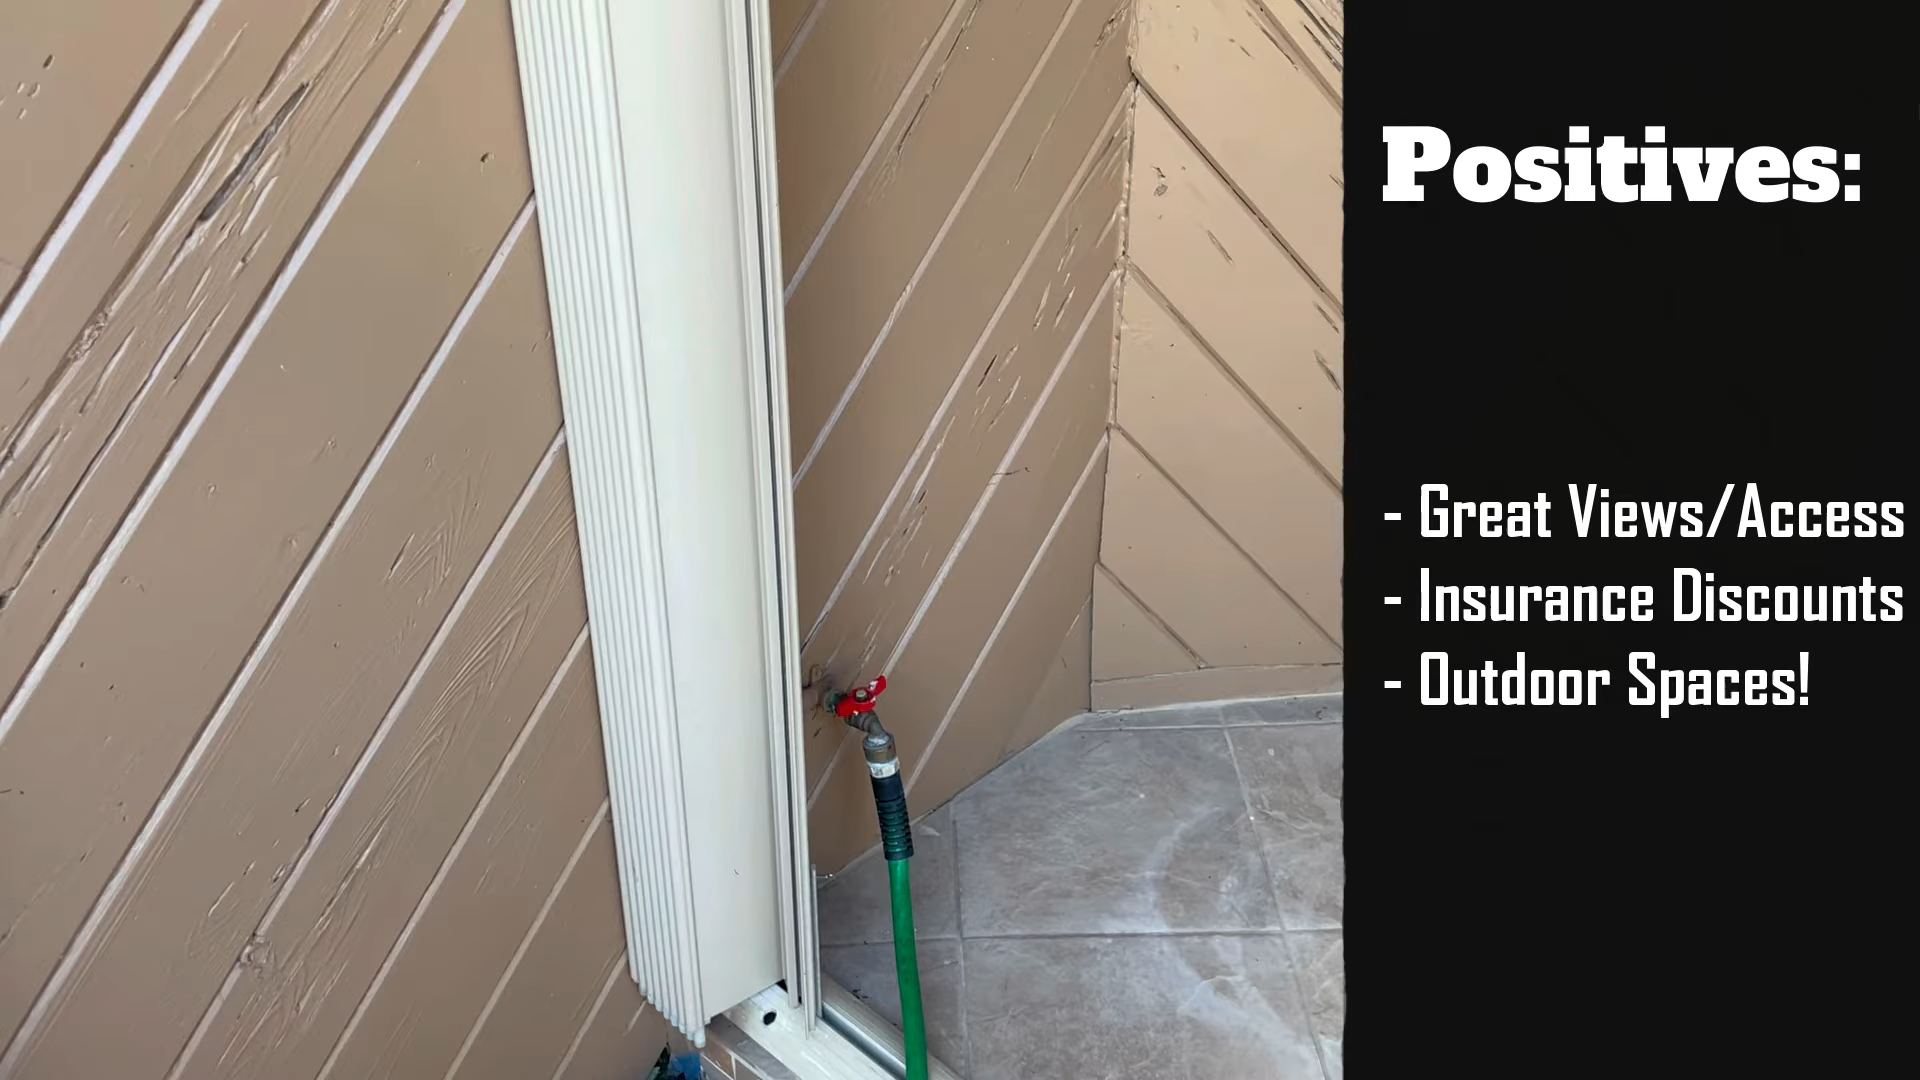 Positives:
- Great Views/Access
- Insurance Discounts
- Outdoor Spaces!